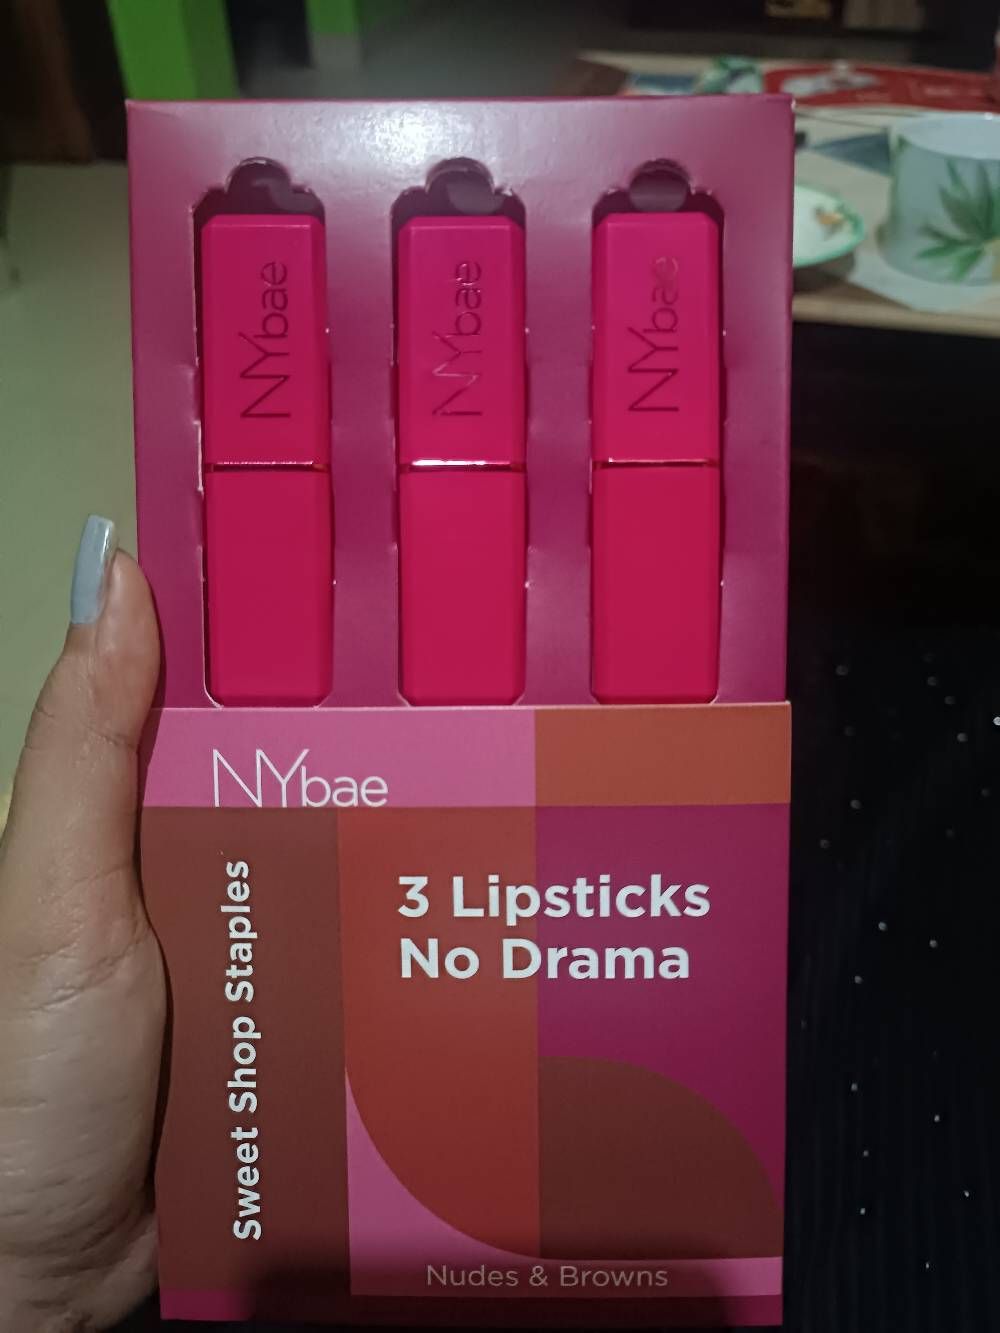 NYbae
NYbae
NYbae
NYbae
Sweet Shop Staples
3 Lipsticks
No Drama
Nudes & Browns